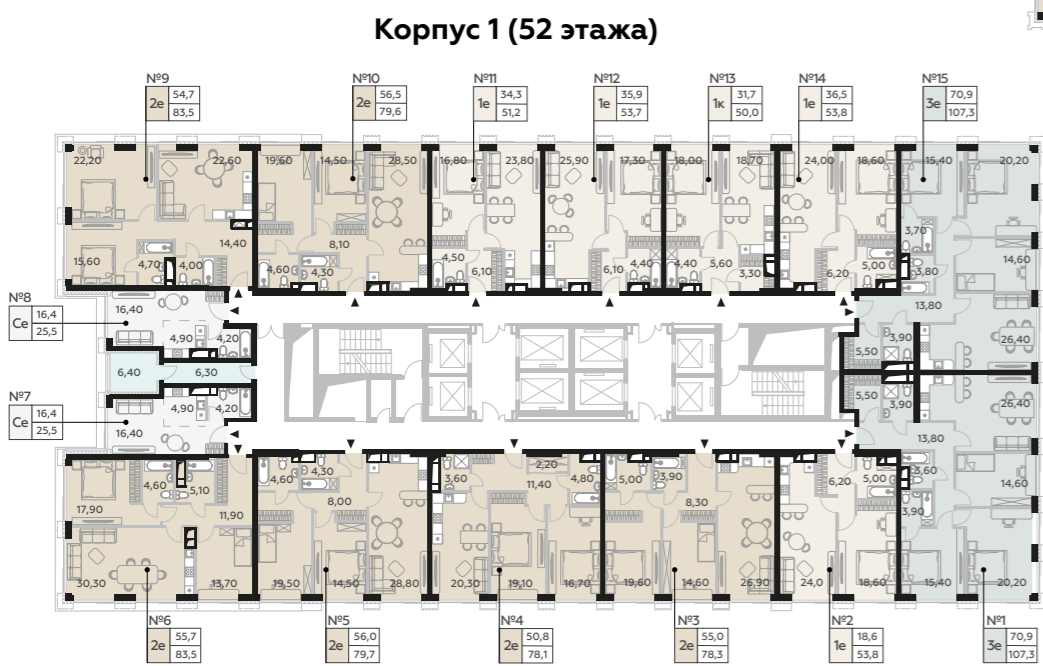 Корпус 1 (52 этажа)
№9 №10 №11 №12 №13 №14 №15
2е 54,7 83,5
2е 56,5 79,6
1е 34,3 51,2
1е 35,9 53,7
1к 31,7 50,0
1е 36,5 53,8
3е 70,9 107,3
22,20 22,60 19,60 14,50 28,50 16,80 23,80 25,90 17,30 18,00 18,70 24,00 18,60 15,40 20,20
3,70
14,40 8,10 14,60
15,60 4,70 4,00 4,60 4,30 4,50 6,10 6,10 4,40 4,40 5,60 3,30 6,20 5,00 3,80
№8
Се 16,4 25,5
16,40 13,80
4,90 4,20 5,50 3,90 26,40
6,40 6,30
№7
Се 16,4 25,5
4,90 4,20 5,50 3,90 26,40
16,40 13,80
4,60 5,10 4,60 4,30 3,60 2,20 11,40 4,80 5,00 3,90 6,20 5,00 3,60
17,90 11,90 8,00 8,30 14,60
3,90
30,30 13,70 19,50 14,50 28,80 20,30 19,10 16,70 19,60 14,60 26,90 24,0 18,60 15,40 20,20
№6 №5 №4 №3 №2 №1
2е 55,7 83,5
2е 56,0 79,7
2е 50,8 78,1
2е 55,0 78,3
1е 18,6 53,8
3е 70,9 107,3